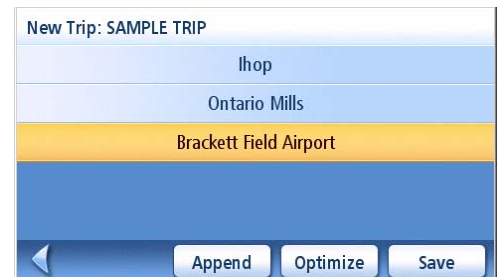 New Trip: SAMPLE TRIP
Ihop
Ontario Mills
Brackett Field Airport
Append Optimize Save